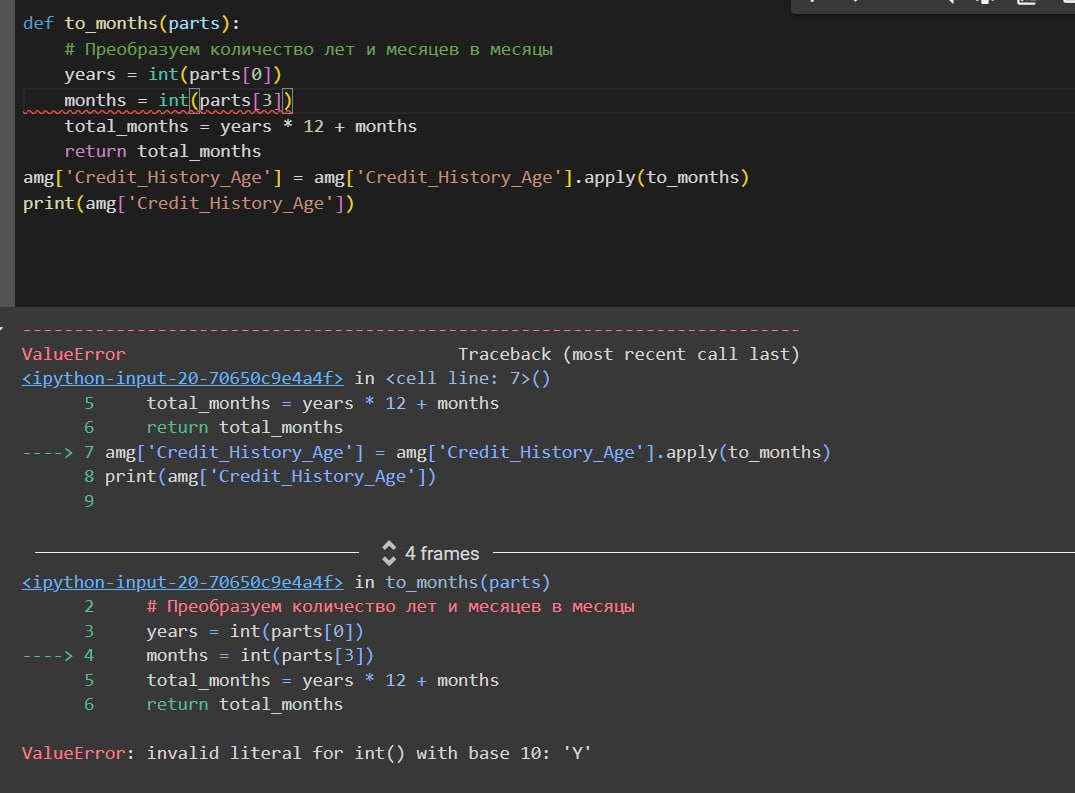 def to_months(parts):
# Преобразуем количество лет и месяцев в месяцы
years = int(parts[0])
months = int(parts[3])
total_months = years * 12 + months
return total_months
amg['Credit_History_Age'] = amg['Credit_History_Age'].apply(to_months)
print(amg['Credit_History_Age'])
---------------------------------------------------------------------------
ValueError Traceback (most recent call last)
<ipython-input-20-70650c9e4a4f> in <cell line: 7>()
5 total_months = years * 12 + months
6 return total_months
----> 7 amg['Credit_History_Age'] = amg['Credit_History_Age'].apply(to_months)
8 print(amg['Credit_History_Age'])
9
4 frames
<ipython-input-20-70650c9e4a4f> in to_months(parts)
2 # Преобразуем количество лет и месяцев в месяцы
3 years = int(parts[0])
----> 4 months = int(parts[3])
5 total_months = years * 12 + months
6 return total_months
ValueError: invalid literal for int() with base 10: 'Y'